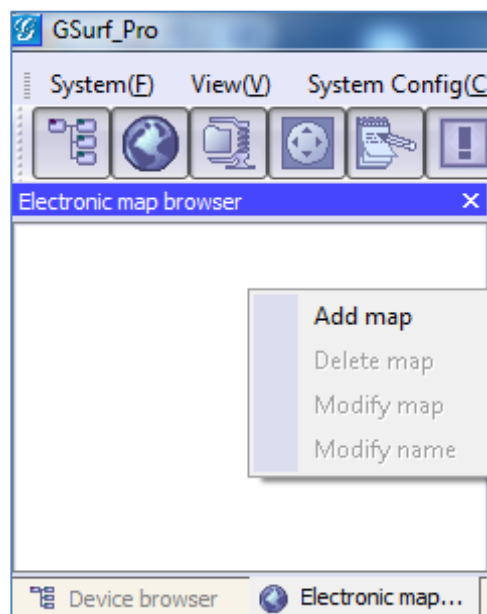 GSurf_Pro
System(F) View(V) System Config(C
Electronic map browser
Add map
Delete map
Modify map
Modify name
Device browser Electronic map...